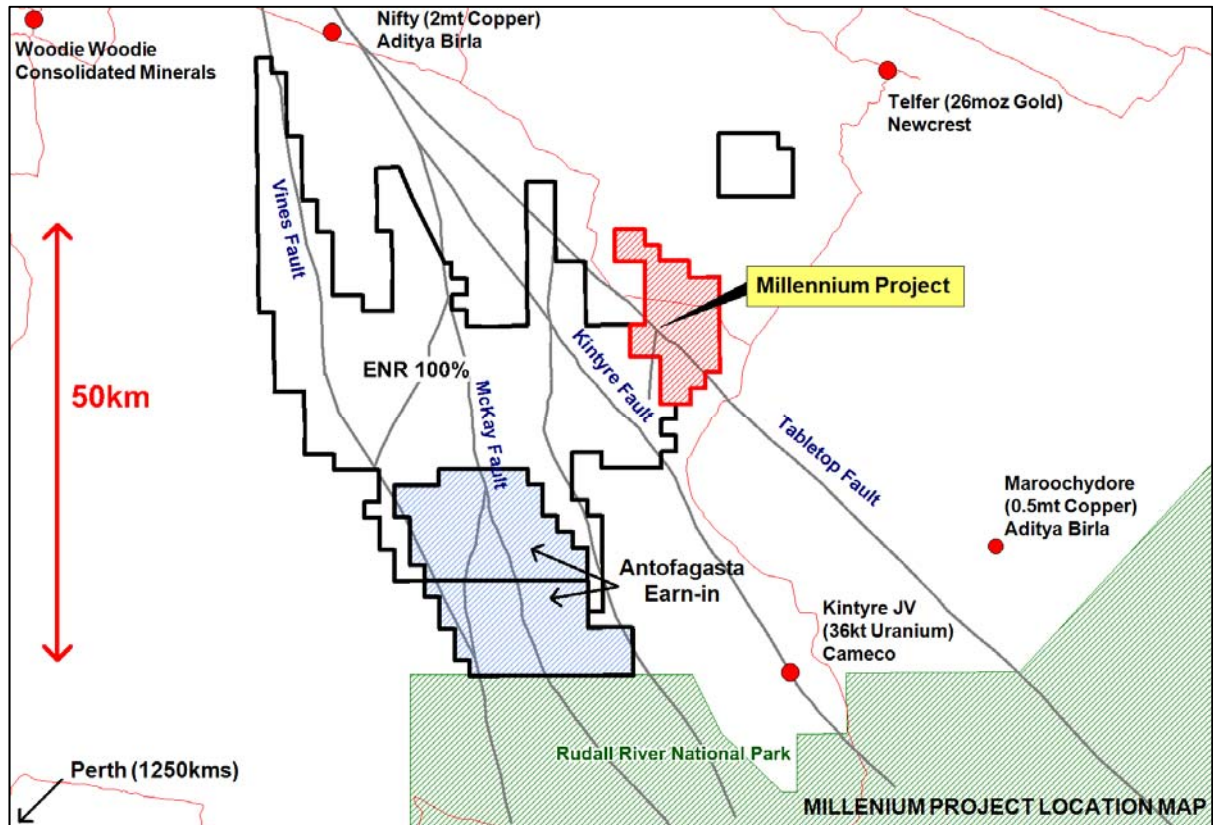 Woodie Woodie
Consolidated Minerals
Nifty (2mt Copper)
Aditya Birla
Telfer (26moz Gold)
Newcrest
Vines Fault
50km
Millennium Project
ENR 100%
McKay Fault
Kintyre Fault
Tabletop Fault
Maroochydore
(0.5mt Copper)
Aditya Birla
Antofagasta
Earn-in
Kintyre JV
(36kt Uranium)
Cameco
Rudall River National Park
Perth (1250kms)
MILLENIUM PROJECT LOCATION MAP